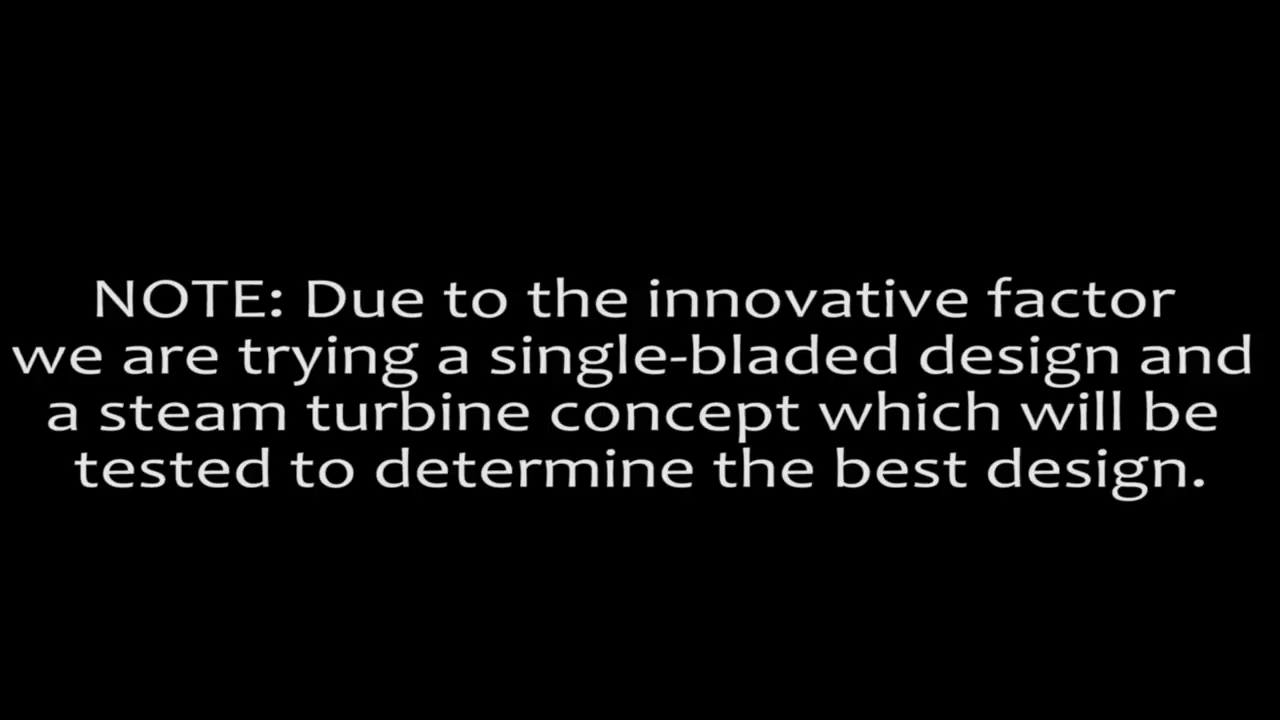 NOTE: Due to the innovative factor
we are trying a single-bladed design and
a steam turbine concept which will be
tested to determine the best design.